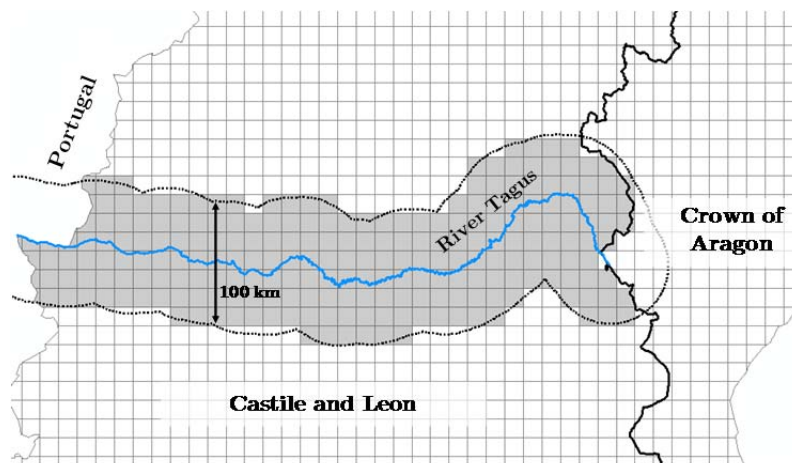 Portugal
River Tagus
Crown of
Aragon
100 km
Castile and Leon